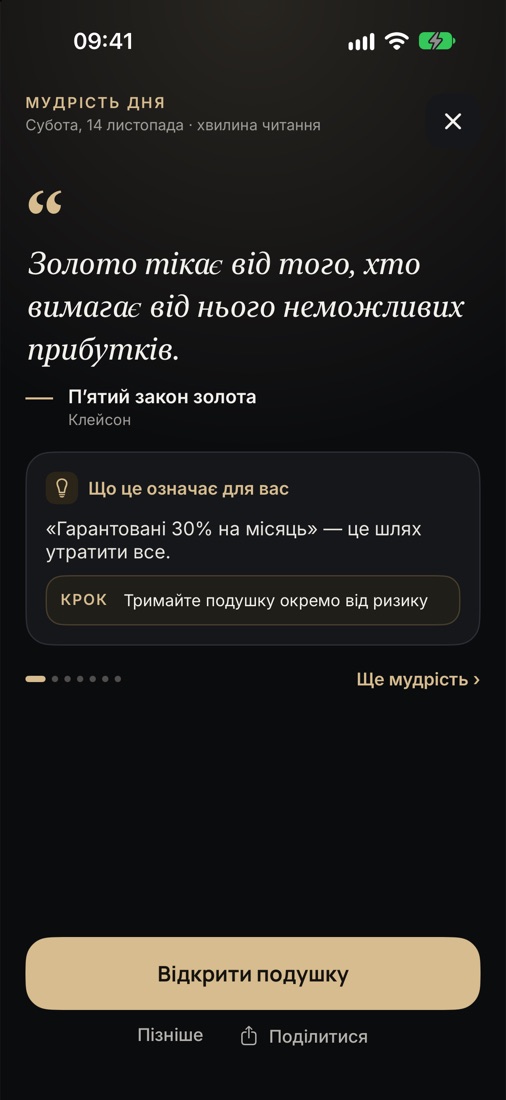 09:41
МУДРІСТЬ ДНЯ
Субота, 14 листопада · хвилина читання
“
Золото тікає від того, хто
вимагає від нього неможливих
прибутків.
— П’ятий закон золота
Клейсон
Що це означає для вас
«Гарантовані 30% на місяць» — це шлях
утратити все.
КРОК Тримайте подушку окремо від ризику
Ще мудрість ›
Відкрити подушку
Пізніше Поділитися